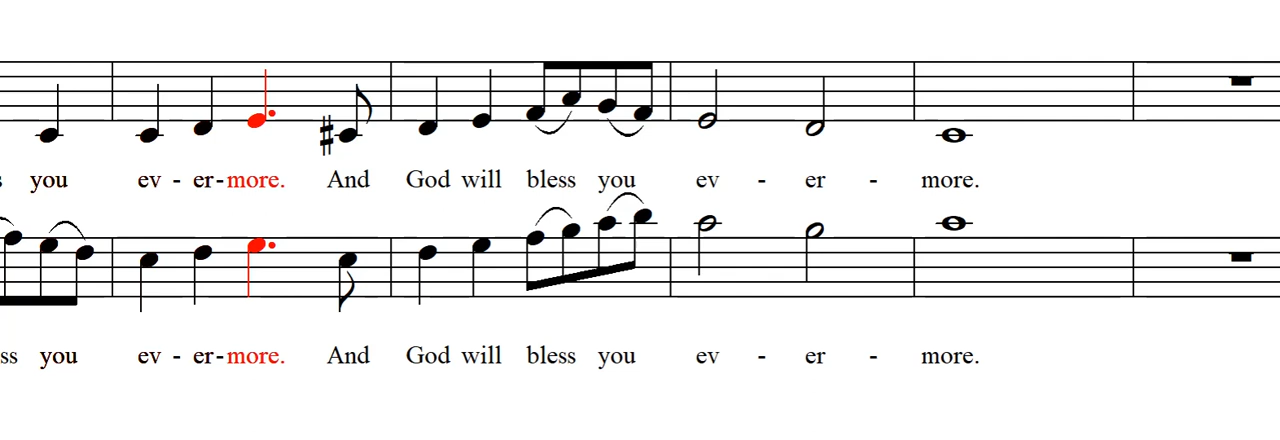 you ev - er - more. And God will bless you ev - er - more.
ss you ev - er - more. And God will bless you ev - er - more.